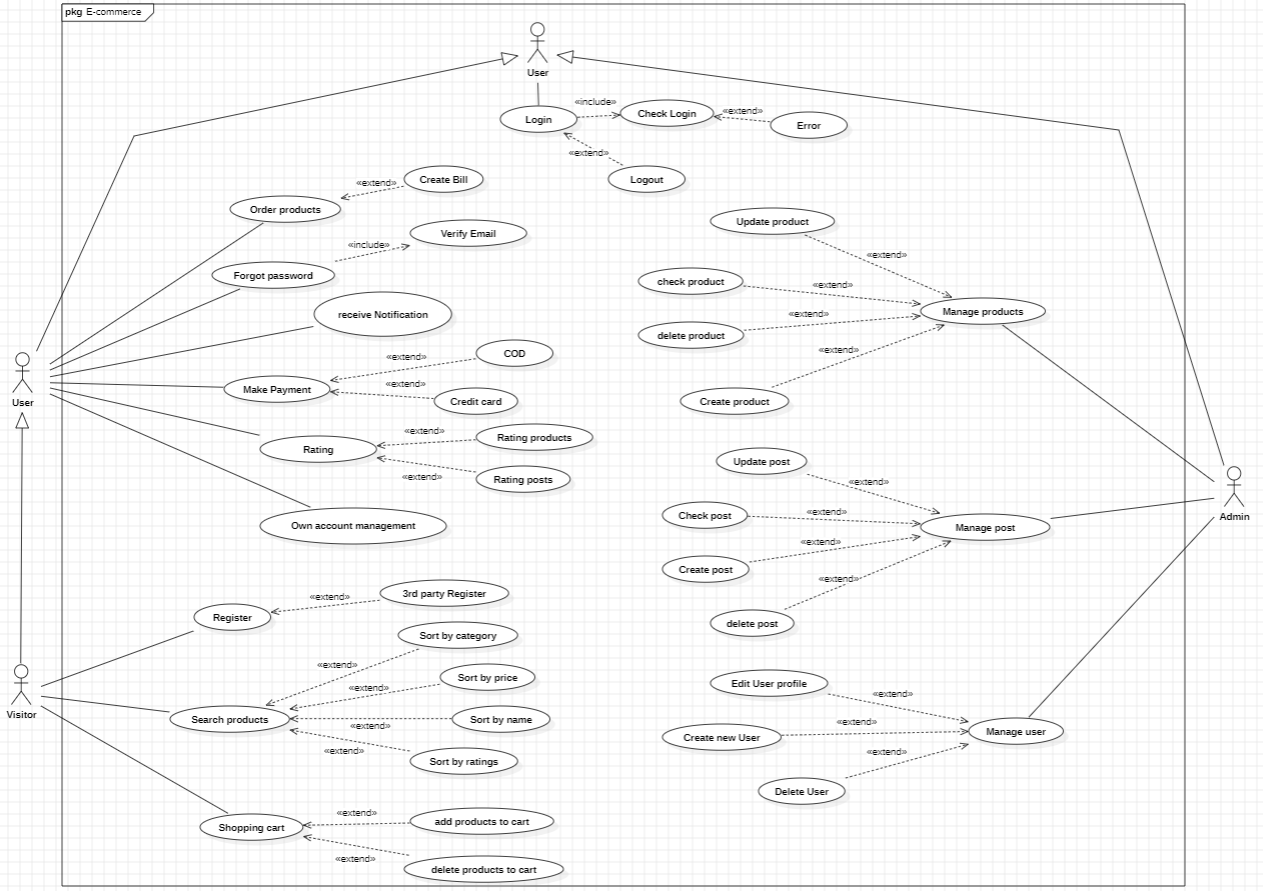 pkg E-commerce
User
«include»
Login
Check Login
«extend»
Error
«extend»
Logout
«extend»
Create Bill
Order products
Verify Email
«include»
Forgot password
receive Notification
User
«extend»
COD
Make Payment
«extend»
Credit card
«extend»
Rating products
Rating
«extend»
Rating posts
Own account management
Update product
«extend»
check product
«extend»
Manage products
delete product
«extend»
«extend»
Create product
Update post
«extend»
Check post
«extend»
Manage post
Admin
Create post
«extend»
«extend»
delete post
3rd party Register
«extend»
Register
Sort by category
«extend»
Sort by price
«extend»
Visitor
Search products
Sort by name
«extend»
«extend»
Sort by ratings
Edit User profile
«extend»
Create new User
«extend»
Manage user
«extend»
Delete User
«extend»
add products to cart
Shopping cart
«extend»
delete products to cart